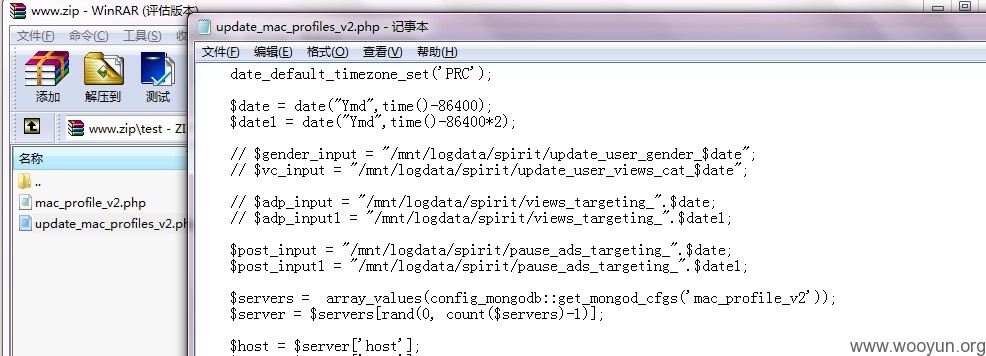 www.zip - WinRAR (评估版本)
文件(F) 命令(C) 工具(S) 收
添加 解压到 测试
www.zip\test - ZI
名称
..
mac_profile_v2.php
update_mac_profiles_v2.ph
update_mac_profiles_v2.php - 记事本
文件(F) 编辑(E) 格式(O) 查看(V) 帮助(H)
date_default_timezone_set('PRC');
$date = date("Ymd",time()-86400);
$date1 = date("Ymd",time()-86400*2);
// $gender_input = "/mnt/logdata/spirit/update_user_gender_$date";
// $vc_input = "/mnt/logdata/spirit/update_user_views_cat_$date";
// $adp_input = "/mnt/logdata/spirit/views_targeting_".$date;
// $adp_input1 = "/mnt/logdata/spirit/views_targeting_".$date1;
$post_input = "/mnt/logdata/spirit/pause_ads_targeting_".$date;
$post_input1 = "/mnt/logdata/spirit/pause_ads_targeting_".$date1;
$servers =  array_values(config_mongodb::get_mongod_cfgs('mac_profile_v2'));
$server = $servers[rand(0, count($servers)-1)];
$host = $server['host'];
www.wooyun.org